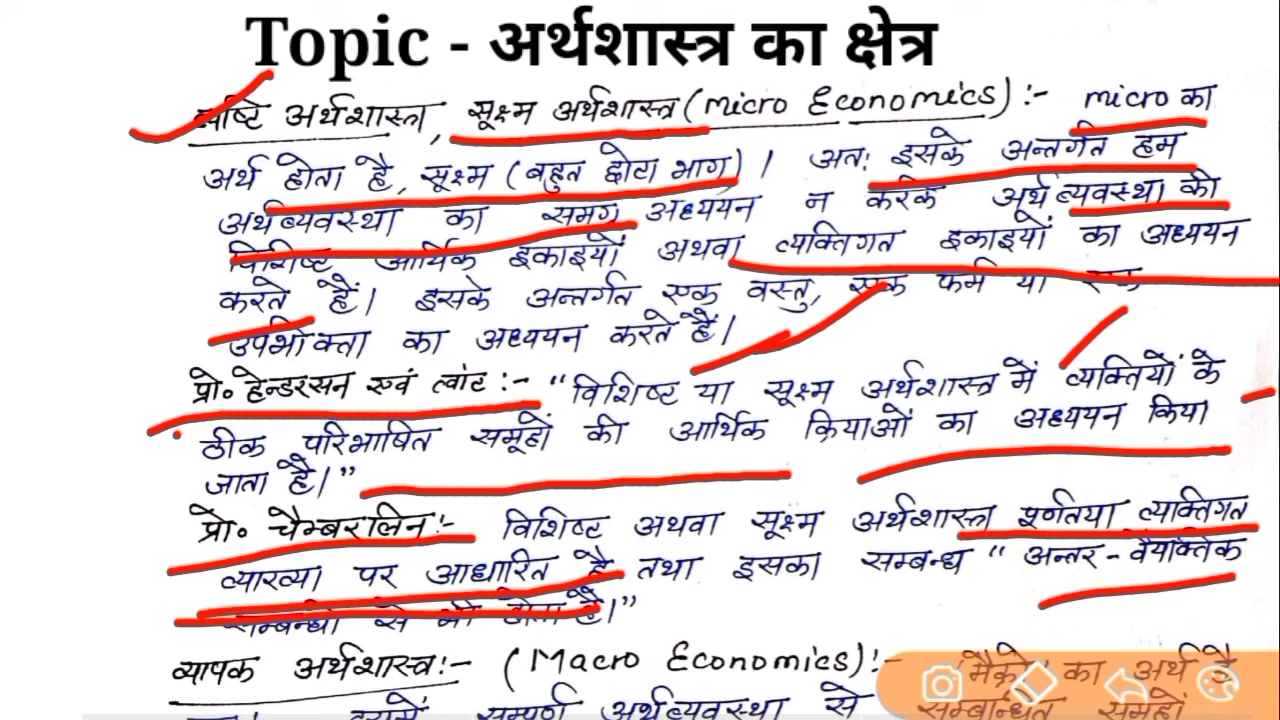 Topic - अर्थशास्त्र का क्षेत्र
व्यष्टि अर्थशास्त्र, सूक्ष्म अर्थशास्त्र (micro Economics) :- micro का
अर्थ होता है, सूक्ष्म (बहुत छोटा भाग) । अतः इसके अन्तर्गत हम
अर्थव्यवस्था का समग्र अध्ययन न करके अर्थव्यवस्था की
विशिष्ट आर्थिक इकाइयों अथवा व्यक्तिगत इकाइयों का अध्ययन
करते हैं। इसके अन्तर्गत एक वस्तु, एक फर्म या एक
उपभोक्ता का अध्ययन करते हैं।
प्रो० हेन्डरसन एवं त्वांट :- "विशिष्ट या सूक्ष्म अर्थशास्त्र में व्यक्तियों के
ठीक परिभाषित समूहों की आर्थिक क्रियाओं का अध्ययन किया
जाता है।"
प्रो० चैम्बरलिन :- विशिष्ट अथवा सूक्ष्म अर्थशास्त्र पूर्णतया व्यक्तिगत
व्याख्या पर आधारित है तथा इसका सम्बन्ध "अन्तर-वैयक्तिक
सम्बन्धों से भी होता है।"
व्यापक अर्थशास्त्र :- (Macro Economics) :- 'मैक्रो' का अर्थ है
सम्पूर्ण अर्थव्यवस्था से सम्बन्धित समूहों